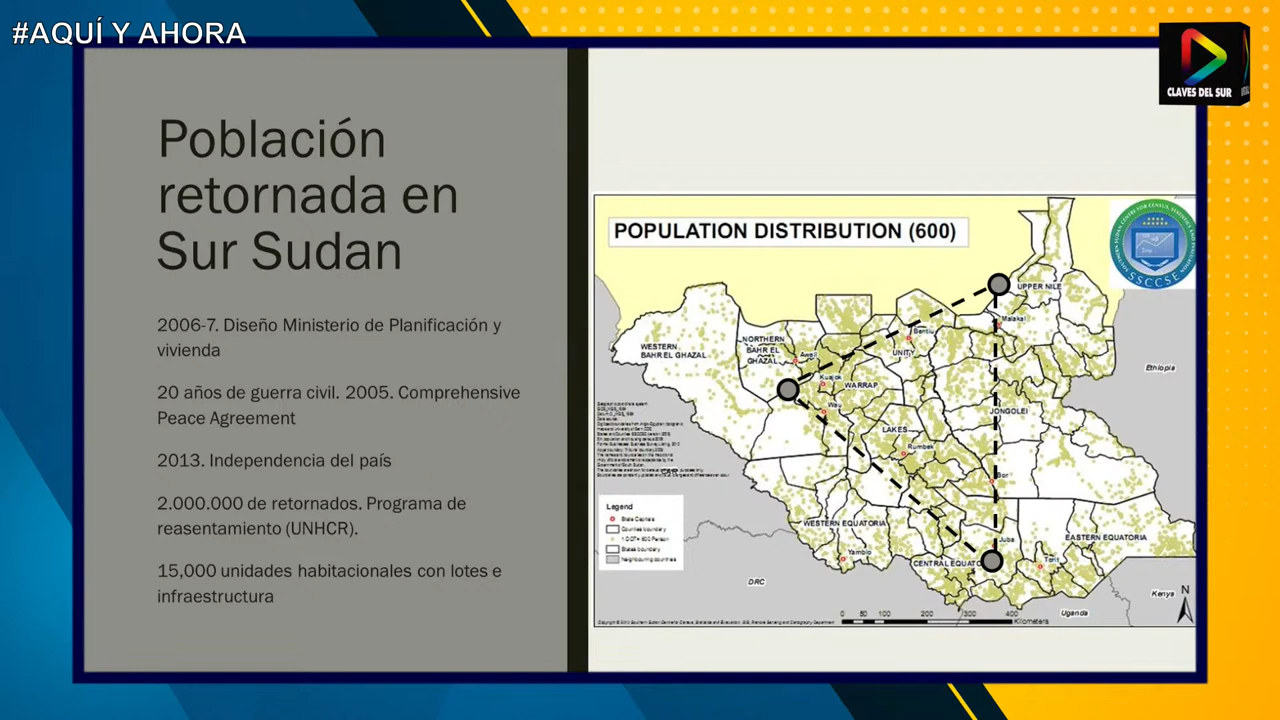 #AQUÍ Y AHORA
CLAVES DEL SUR
Población
retornada en
Sur Sudan
2006-7. Diseño Ministerio de Planificación y
vivienda
20 años de guerra civil. 2005. Comprehensive
Peace Agreement
2013. Independencia del país
2.000.000 de retornados. Programa de
reasentamiento (UNHCR).
15,000 unidades habitacionales con lotes e
infraestructura
POPULATION DISTRIBUTION (600)
SSCCSE
UPPER NILE
Malakal
Bentiu
UNITY
NORTHERN
BAHR EL
GHAZAL
Aweil
WESTERN
BAHR EL GHAZAL
Kuajok
WARRAP
Wau
Ethiopia
JONGOLEI
LAKES
Rumbek
Bor
Legend
State Capitals
Counties boundary
1 DOT = 600 Person
States boundary
Neighbouring countries
WESTERN EQUATORIA
Yambio
Juba
EASTERN EQUATORIA
CENTRAL EQUATO
Torit
DRC
Kenya
Uganda
N
0 50 100 200 300 400
Kilometers